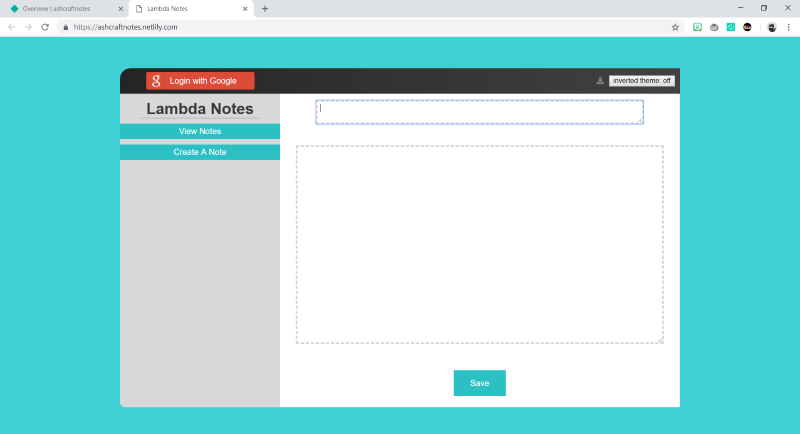 Overview | ashcraftnotes
Lambda Notes
https://ashcraftnotes.netlify.com
g Login with Google
inverted theme: off
Lambda Notes
View Notes
Create A Note
Save